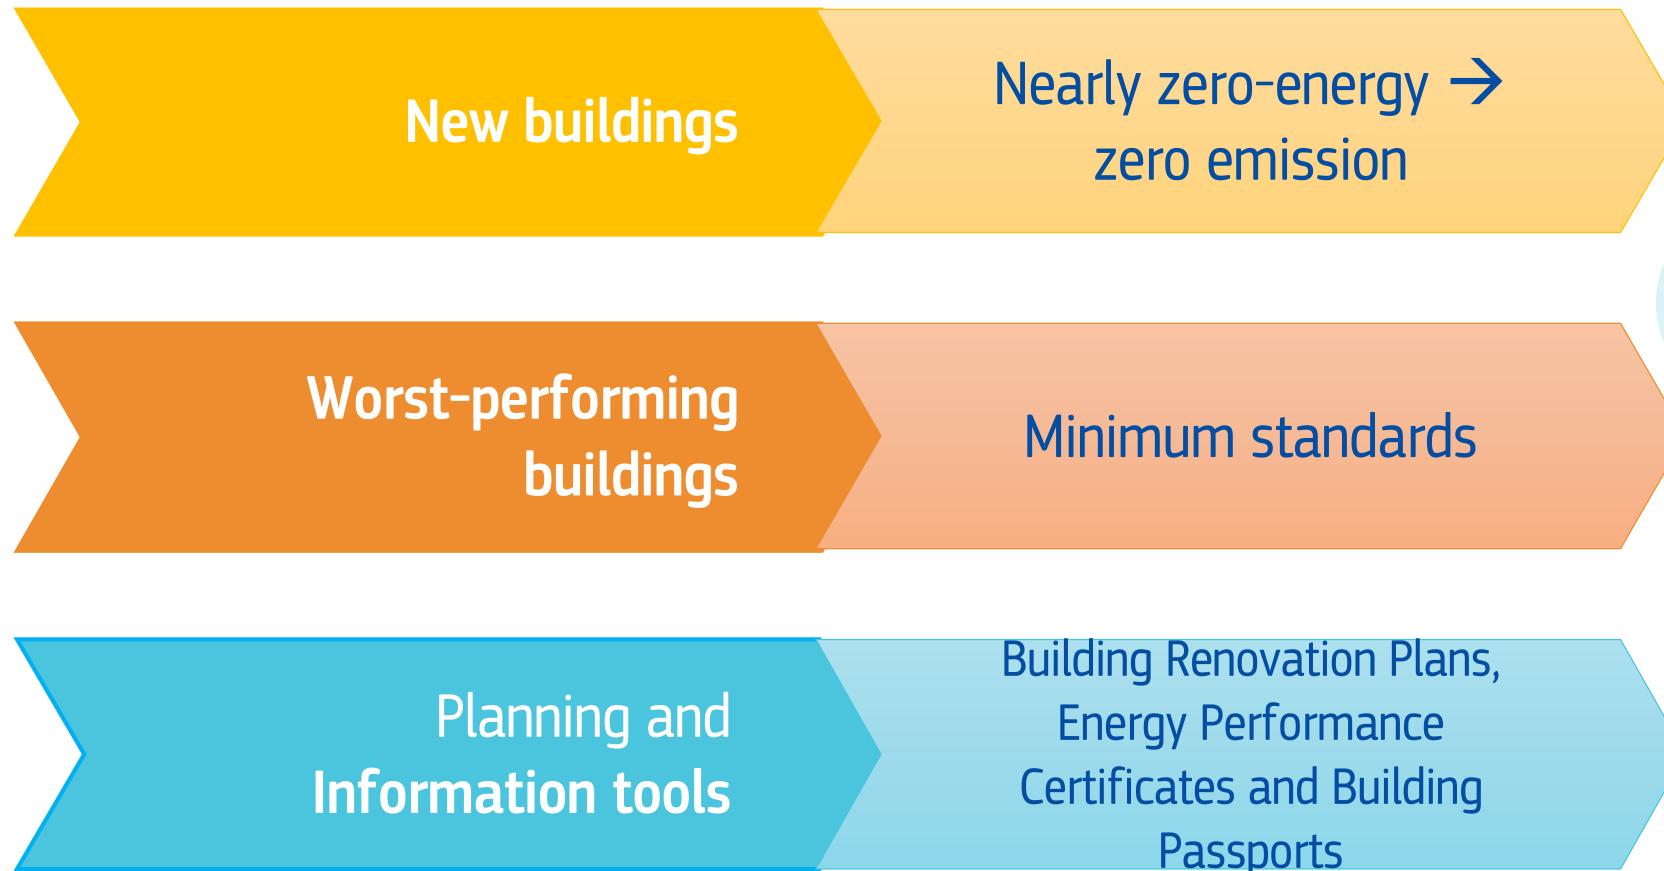 New buildings
Nearly zero-energy →
zero emission
Worst-performing
buildings
Minimum standards
Planning and
Information tools
Building Renovation Plans,
Energy Performance
Certificates and Building
Passports